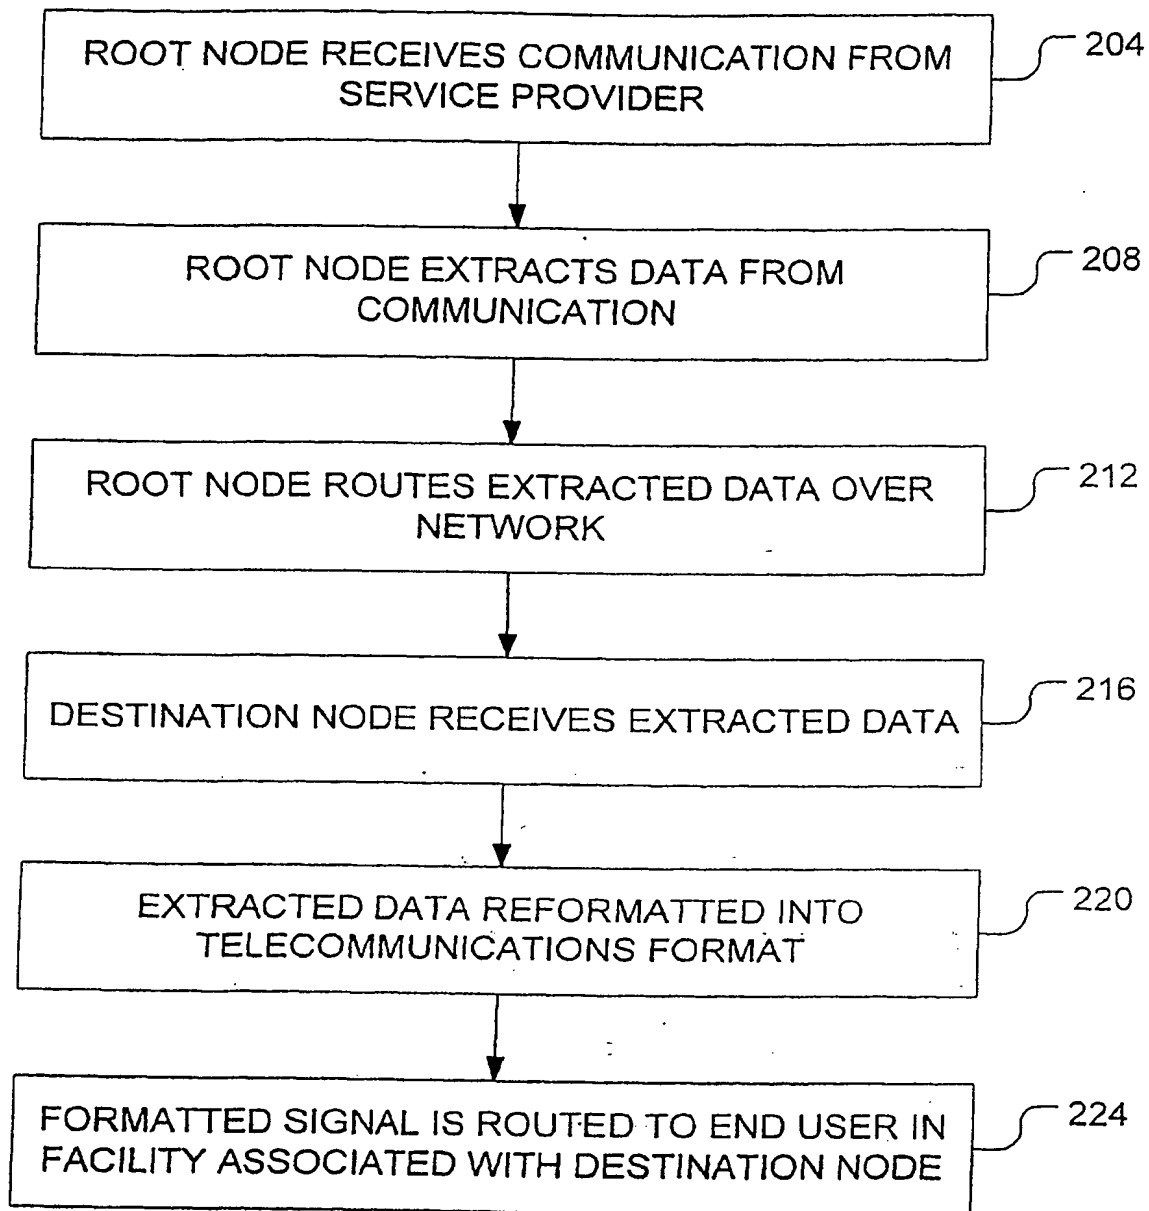 ROOT NODE RECEIVES COMMUNICATION FROM
SERVICE PROVIDER
204
ROOT NODE EXTRACTS DATA FROM
COMMUNICATION
208
ROOT NODE ROUTES EXTRACTED DATA OVER
NETWORK
212
DESTINATION NODE RECEIVES EXTRACTED DATA
216
EXTRACTED DATA REFORMATTED INTO
TELECOMMUNICATIONS FORMAT
220
FORMATTED SIGNAL IS ROUTED TO END USER IN
FACILITY ASSOCIATED WITH DESTINATION NODE
224